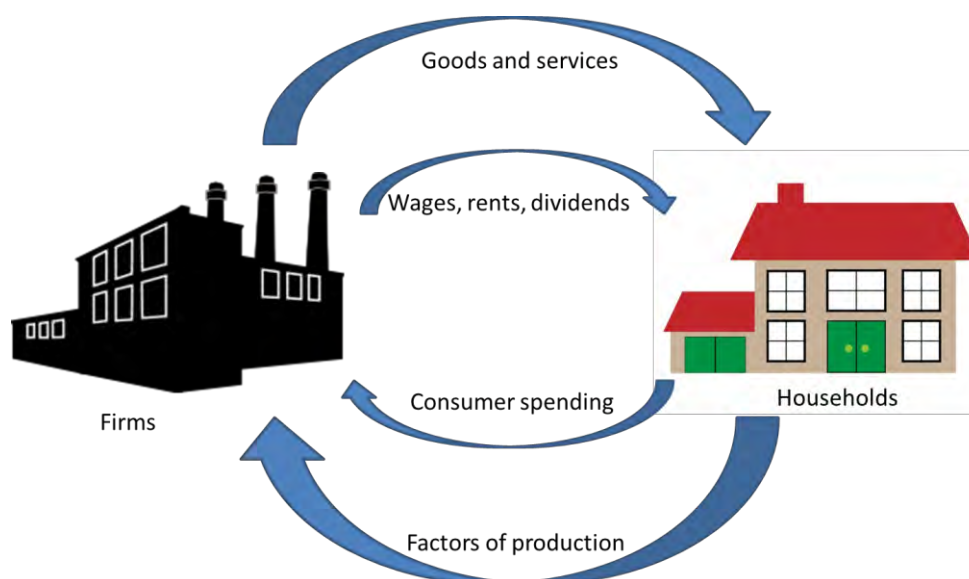 Goods and services
Wages, rents, dividends
Consumer spending
Households
Firms
Factors of production